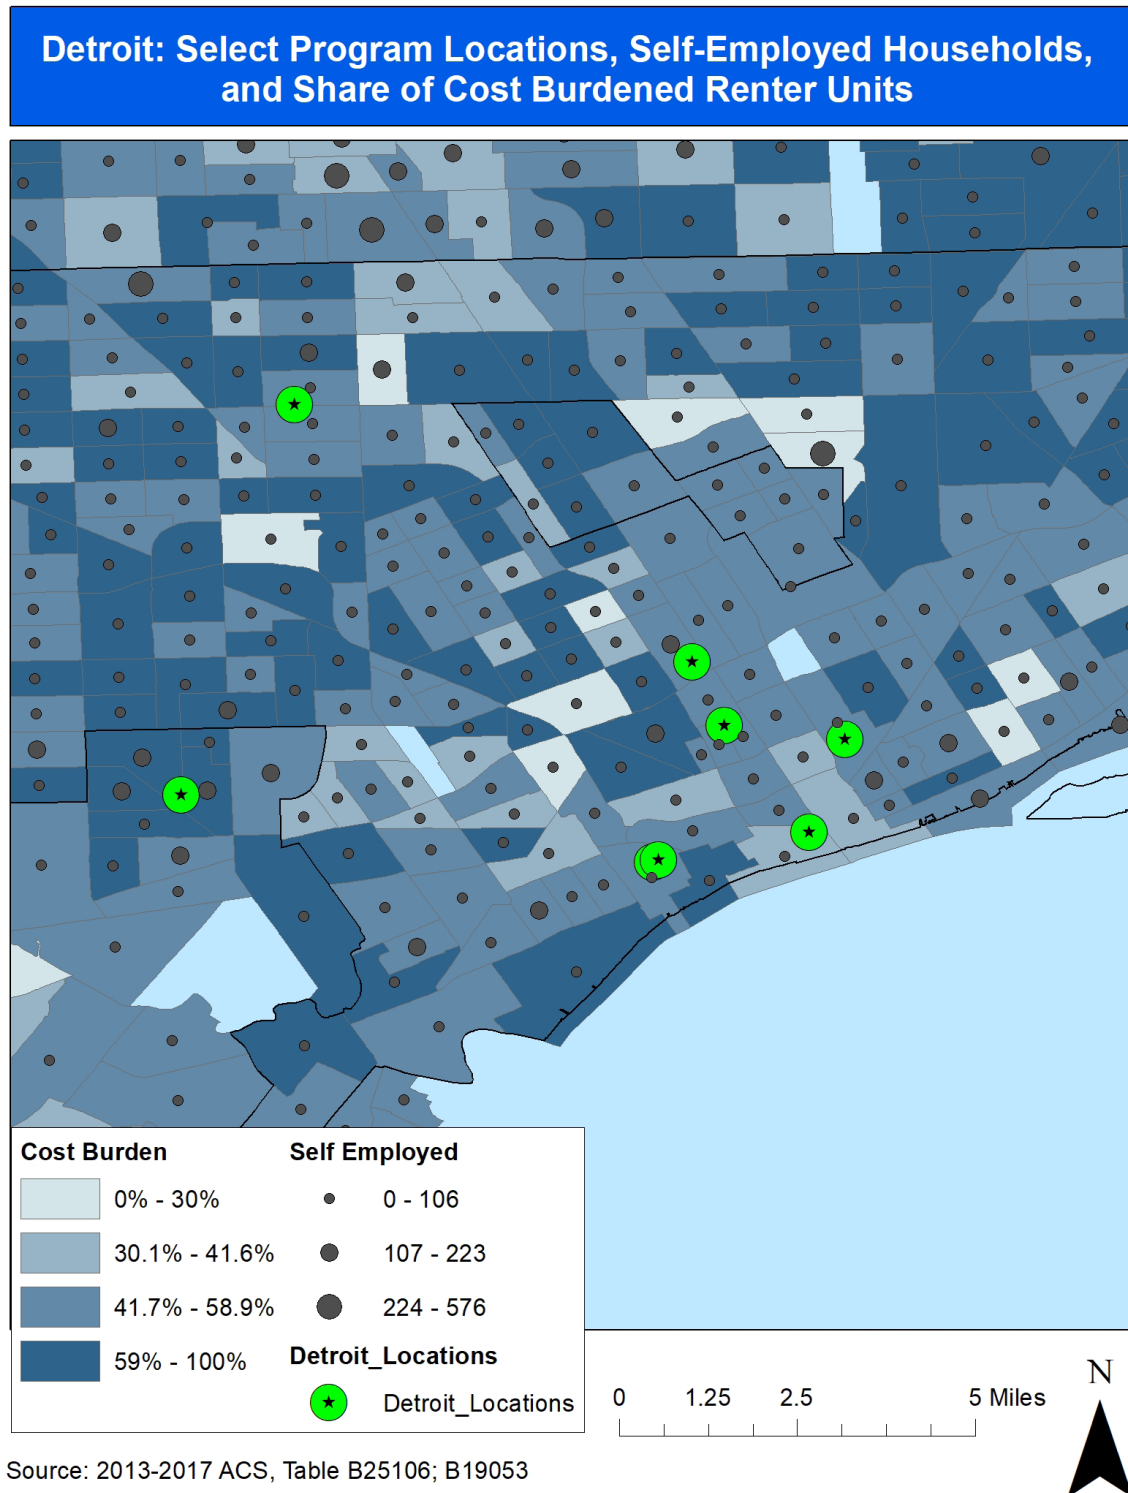 Detroit: Select Program Locations, Self-Employed Households,
and Share of Cost Burdened Renter Units
Cost Burden
0% - 30%
30.1% - 41.6%
41.7% - 58.9%
59% - 100%
Self Employed
0 - 106
107 - 223
224 - 576
Detroit_Locations
Detroit_Locations
0 1.25 2.5 5 Miles
N
Source: 2013-2017 ACS, Table B25106; B19053